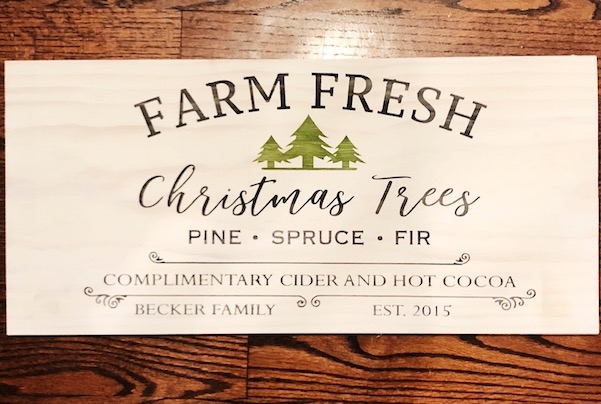 FARM FRESH
Christmas Trees
PINE • SPRUCE • FIR
COMPLIMENTARY CIDER AND HOT COCOA
BECKER FAMILY EST. 2015